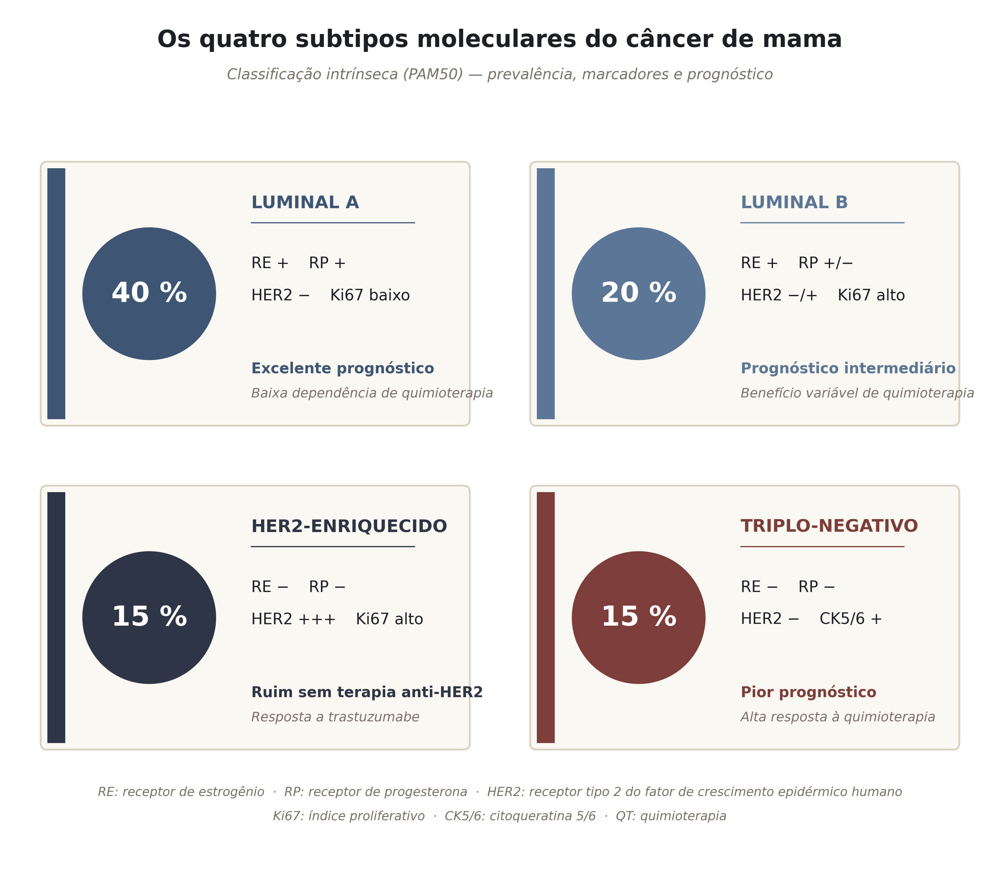 Os quatro subtipos moleculares do câncer de mama
Classificação intrínseca (PAM50) — prevalência, marcadores e prognóstico
LUMINAL A
40 %
RE + RP +
HER2 − Ki67 baixo
Excelente prognóstico
Baixa dependência de quimioterapia
LUMINAL B
20 %
RE + RP +/−
HER2 −/+ Ki67 alto
Prognóstico intermediário
Benefício variável de quimioterapia
HER2-ENRIQUECIDO
15 %
RE − RP −
HER2 +++ Ki67 alto
Ruim sem terapia anti-HER2
Resposta a trastuzumabe
TRIPLO-NEGATIVO
15 %
RE − RP −
HER2 − CK5/6 +
Pior prognóstico
Alta resposta à quimioterapia
RE: receptor de estrogênio · RP: receptor de progesterona · HER2: receptor tipo 2 do fator de crescimento epidérmico humano
Ki67: índice proliferativo · CK5/6: citoqueratina 5/6 · QT: quimioterapia